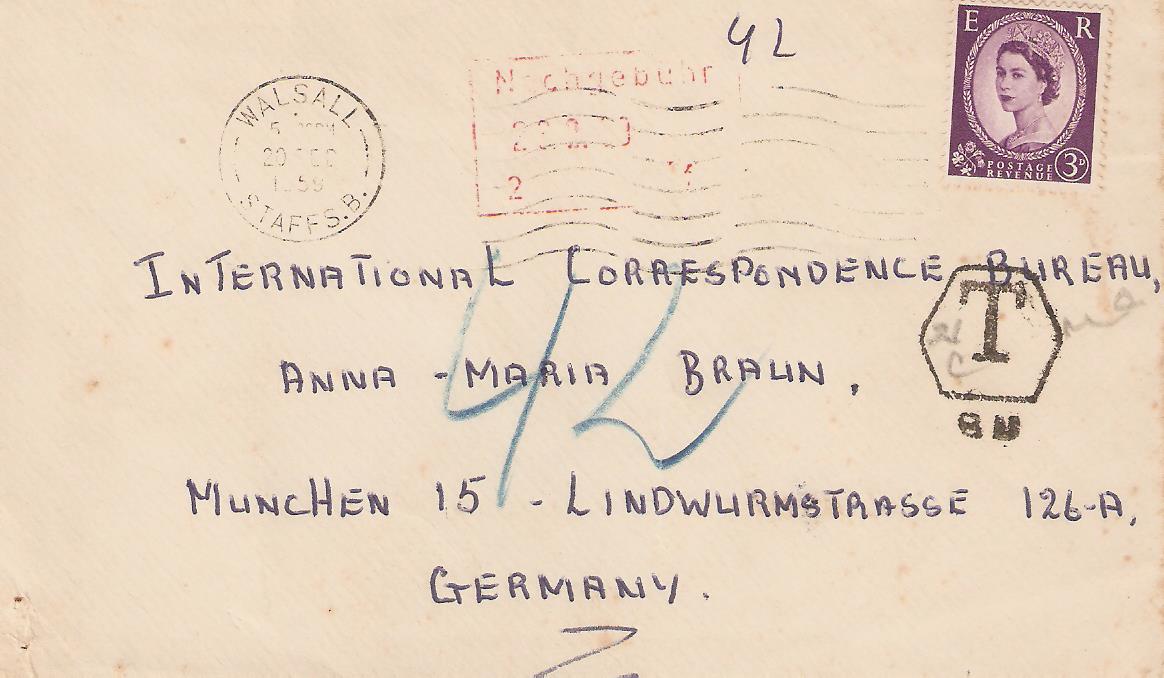 42
E R
POSTAGE
REVENUE
3D
WALSALL
STAFFS.B.
Nachgebühr
INTERNATIONAL CORRESPONDENCE BUREAU,
T
ANNA-MARIA BRAUN,
42
MUNCHEN 15 - LINDWURMSTRASSE 126-A,
GERMANY.